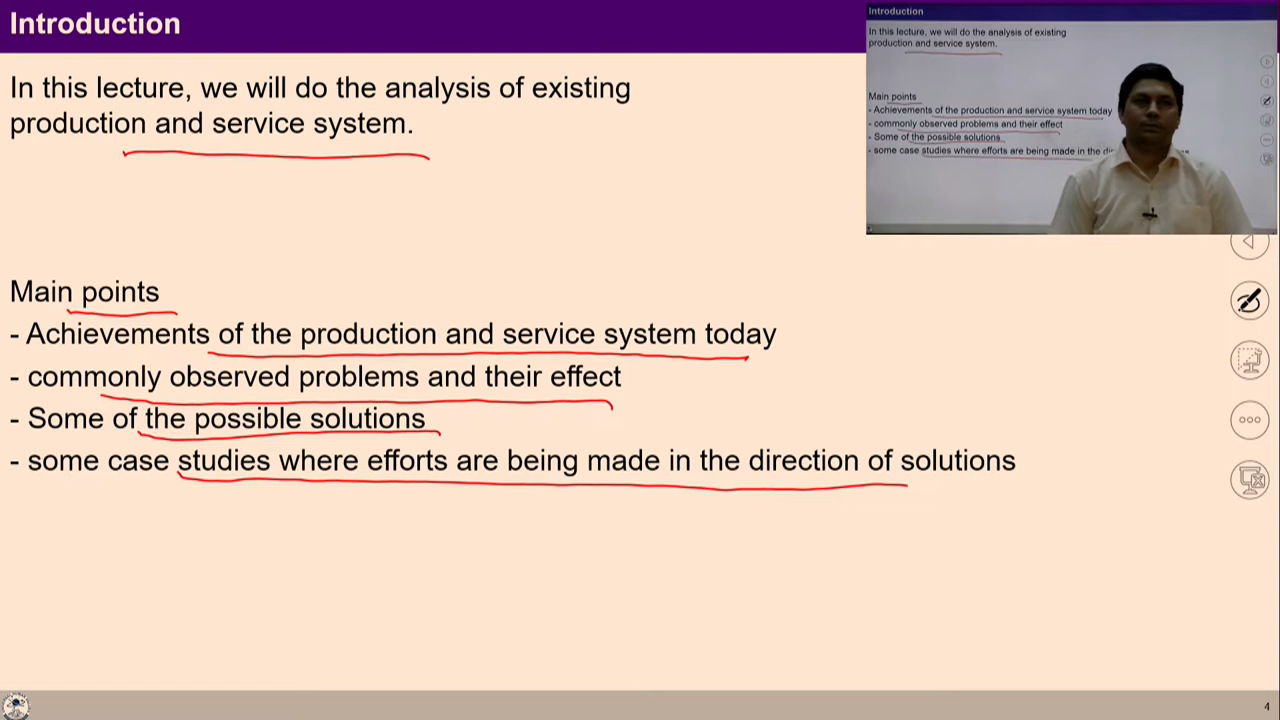 Introduction
In this lecture, we will do the analysis of existing
production and service system.
Main points
- Achievements of the production and service system today
- commonly observed problems and their effect
- Some of the possible solutions
- some case studies where efforts are being made in the direction of solutions
4
Introduction
In this lecture, we will do the analysis of existing
production and service system.
Main points
- Achievements of the production and service system today
- commonly observed problems and their effect
- Some of the possible solutions
- some case studies where efforts are being made in the